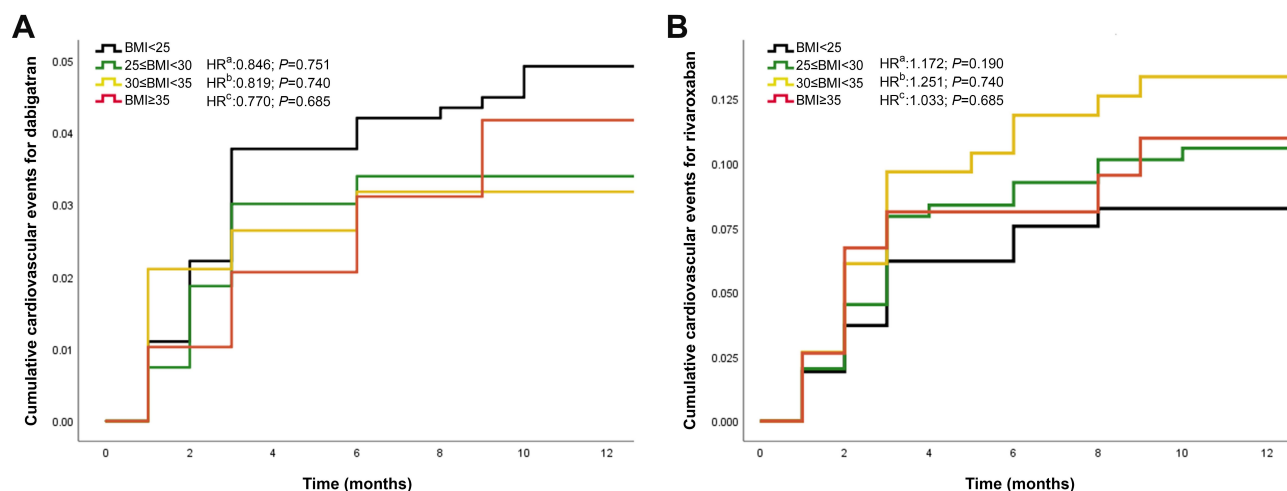 A
Cumulative cardiovascular events for dabigatran
BMI<25
25≤BMI<30 HRᵃ:0.846; P=0.751
30≤BMI<35 HRᵇ:0.819; P=0.740
BMI≥35 HRᶜ:0.770; P=0.685
0.05
0.04
0.03
0.02
0.01
0.00
0 2 4 6 8 10 12
Time (months)
B
Cumulative cardiovascular events for rivaroxaban
BMI<25
25≤BMI<30 HRᵃ:1.172; P=0.190
30≤BMI<35 HRᵇ:1.251; P=0.740
BMI≥35 HRᶜ:1.033; P=0.685
0.125
0.100
0.075
0.050
0.025
0.000
0 2 4 6 8 10 12
Time (months)